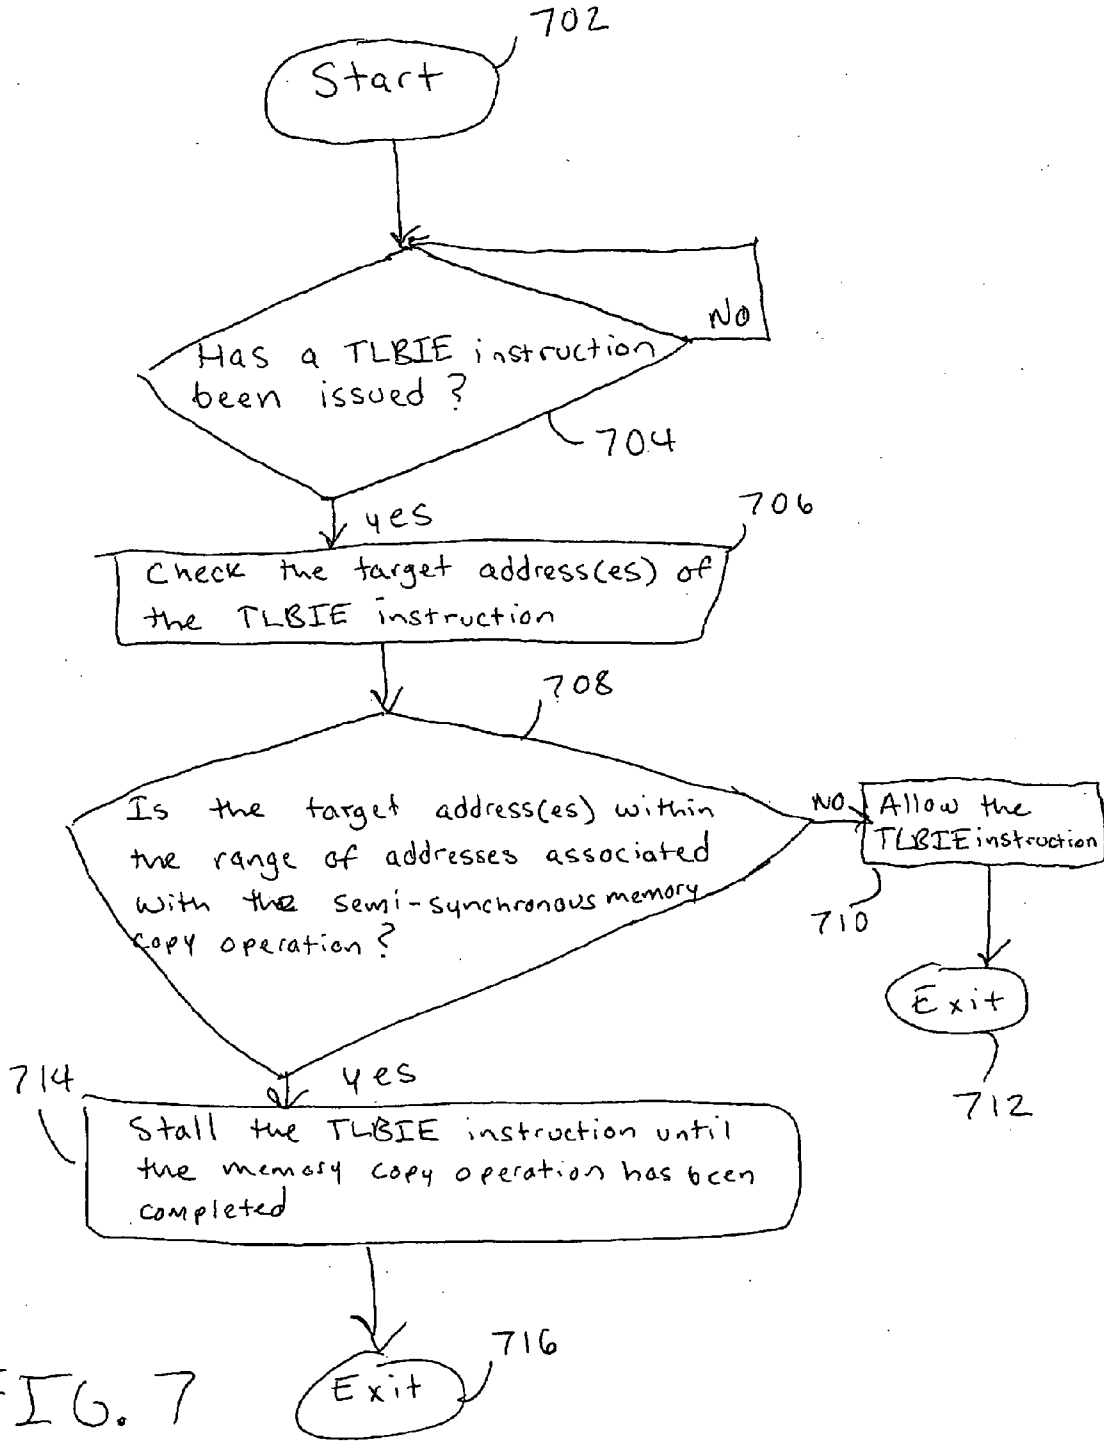 702
Start
No
Has a TLBIE instruction
been issued?
704
yes
706
Check the target address(es) of
the TLBIE instruction
708
Is the target address(es) within
the range of addresses associated
with the semi-synchronous memory
copy operation?
NO
Allow the
TLBIE instruction
710
Exit
712
yes
714
Stall the TLBIE instruction until
the memory copy operation has been
completed
716
Exit
FIG. 7